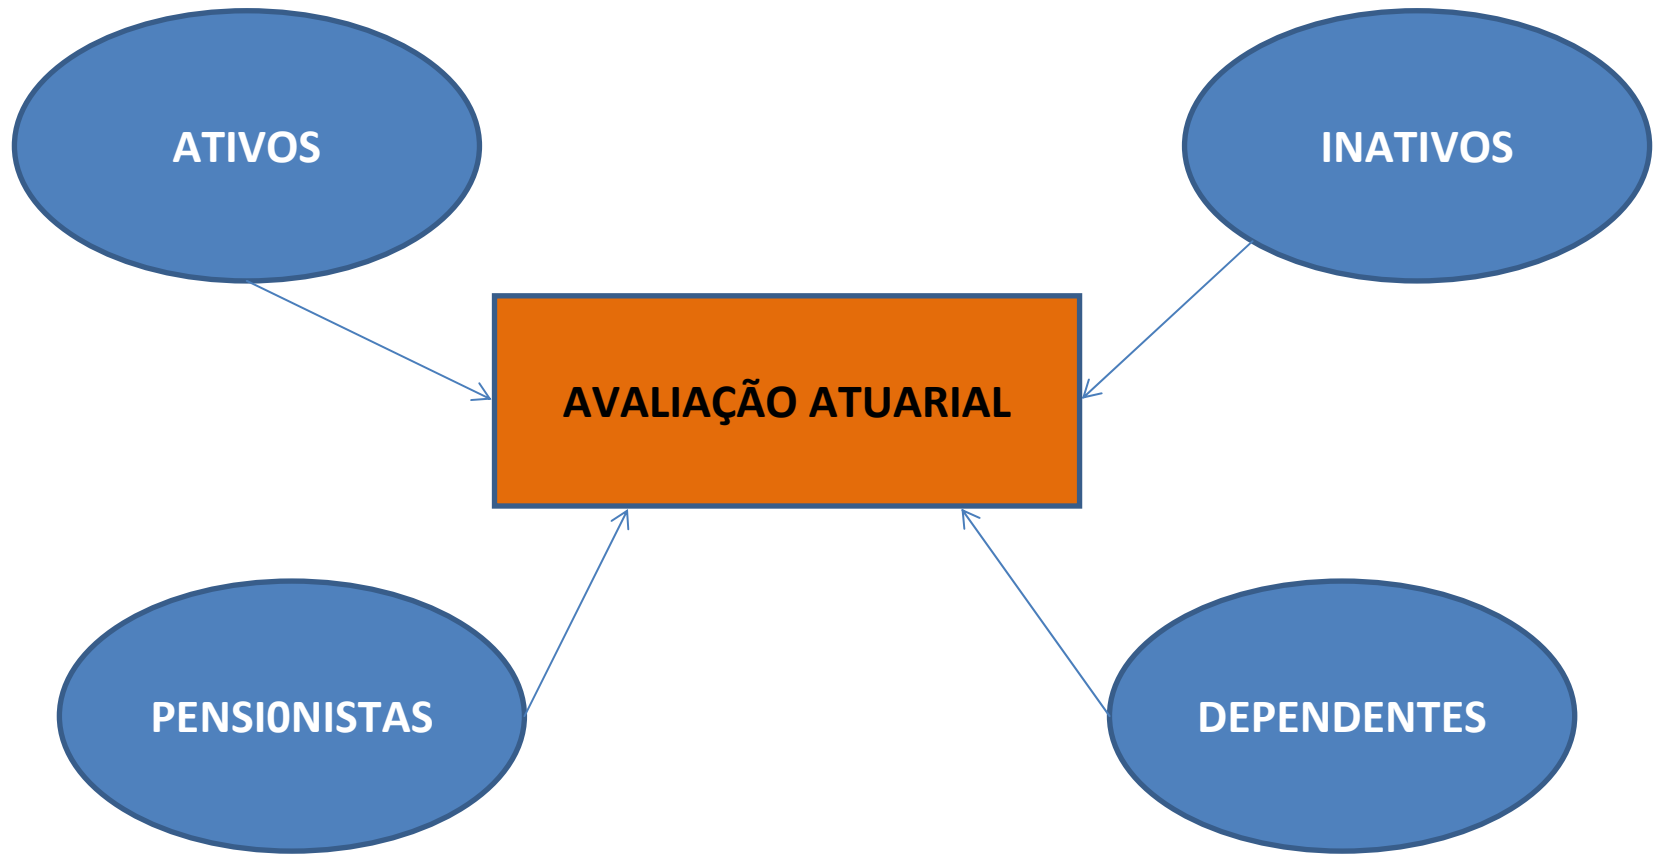 ATIVOS
INATIVOS
AVALIAÇÃO ATUARIAL
PENSI0NISTAS
DEPENDENTES